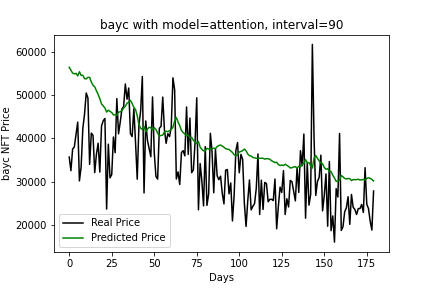 bayc with model=attention, interval=90
60000
50000
40000
30000
20000
bayc NFT Price
Real Price
Predicted Price
0 25 50 75 100 125 150 175
Days